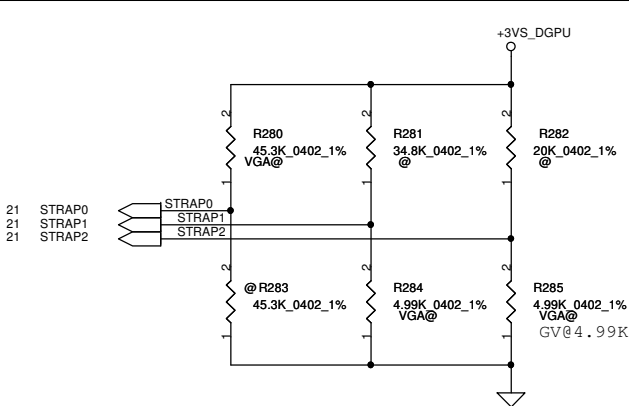 +3VS_DGPU
2 2 2
R280 R281 R282
45.3K_0402_1% 34.8K_0402_1% 20K_0402_1%
VGA@ @ @
1 1 1
21 STRAP0 STRAP0
21 STRAP1 STRAP1
21 STRAP2 STRAP2
2 2 2
@ R283 R284 R285
45.3K_0402_1% 4.99K_0402_1% 4.99K_0402_1%
VGA@ VGA@
1 1 1
GV@4.99K